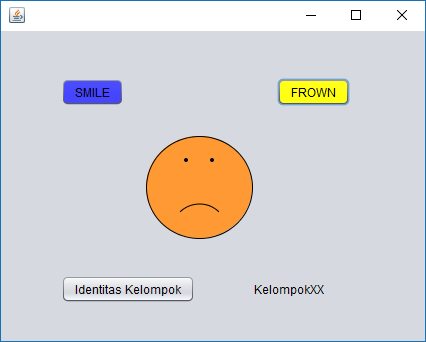 SMILE
FROWN
Identitas Kelompok
KelompokXX